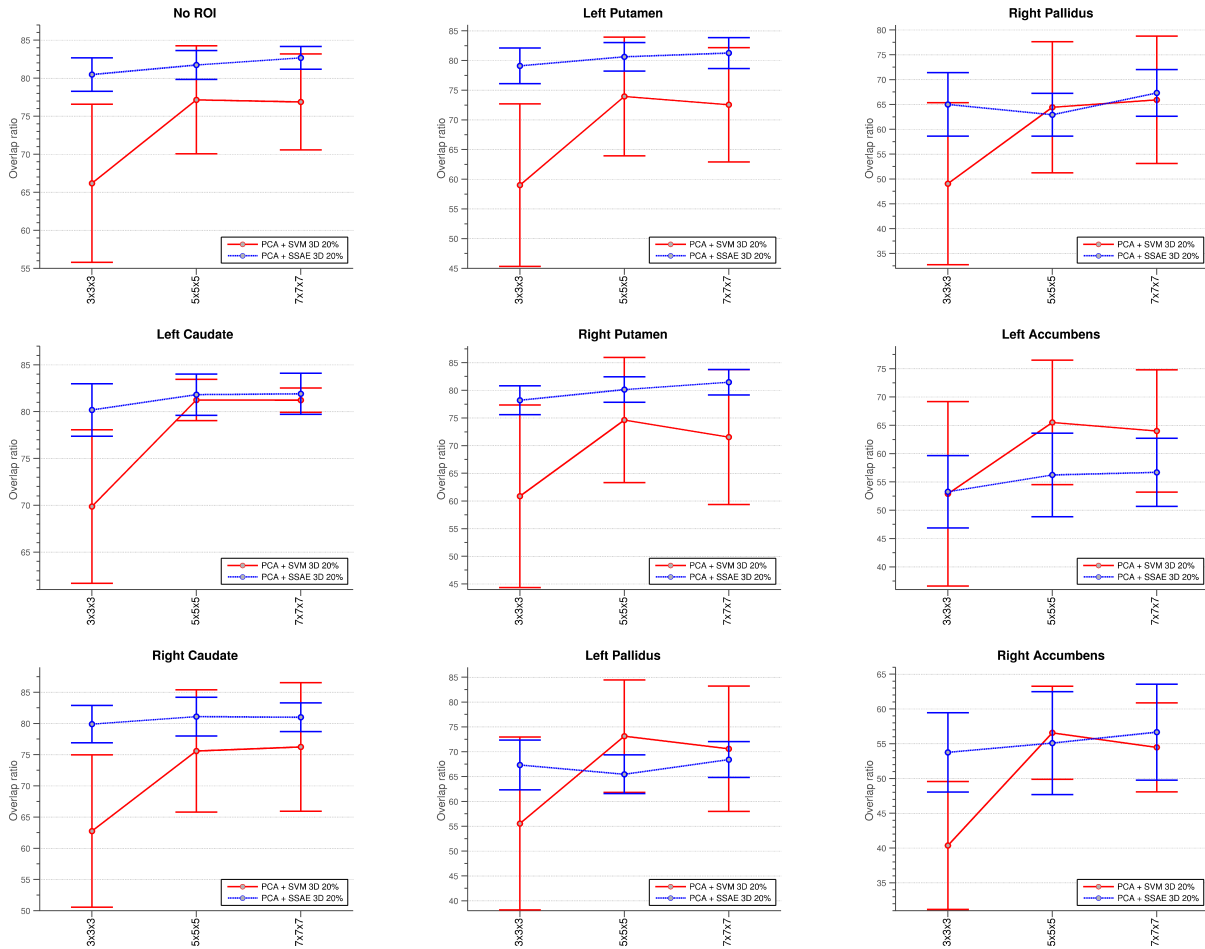 No ROI
Overlap ratio
85
80
75
70
65
60
55
3x3x3
5x5x5
7x7x7
PCA + SVM 3D 20%
PCA + SSAE 3D 20%
Left Putamen
Overlap ratio
85
80
75
70
65
60
55
50
45
3x3x3
5x5x5
7x7x7
PCA + SVM 3D 20%
PCA + SSAE 3D 20%
Right Pallidus
Overlap ratio
80
75
70
65
60
55
50
45
40
35
3x3x3
5x5x5
7x7x7
PCA + SVM 3D 20%
PCA + SSAE 3D 20%
Left Caudate
Overlap ratio
85
80
75
70
65
3x3x3
5x5x5
7x7x7
PCA + SVM 3D 20%
PCA + SSAE 3D 20%
Right Putamen
Overlap ratio
85
80
75
70
65
60
55
50
45
3x3x3
5x5x5
7x7x7
PCA + SVM 3D 20%
PCA + SSAE 3D 20%
Left Accumbens
Overlap ratio
75
70
65
60
55
50
45
40
3x3x3
5x5x5
7x7x7
PCA + SVM 3D 20%
PCA + SSAE 3D 20%
Right Caudate
Overlap ratio
85
80
75
70
65
60
55
50
3x3x3
5x5x5
7x7x7
PCA + SVM 3D 20%
PCA + SSAE 3D 20%
Left Pallidus
Overlap ratio
85
80
75
70
65
60
55
50
45
40
3x3x3
5x5x5
7x7x7
PCA + SVM 3D 20%
PCA + SSAE 3D 20%
Right Accumbens
Overlap ratio
65
60
55
50
45
40
35
3x3x3
5x5x5
7x7x7
PCA + SVM 3D 20%
PCA + SSAE 3D 20%